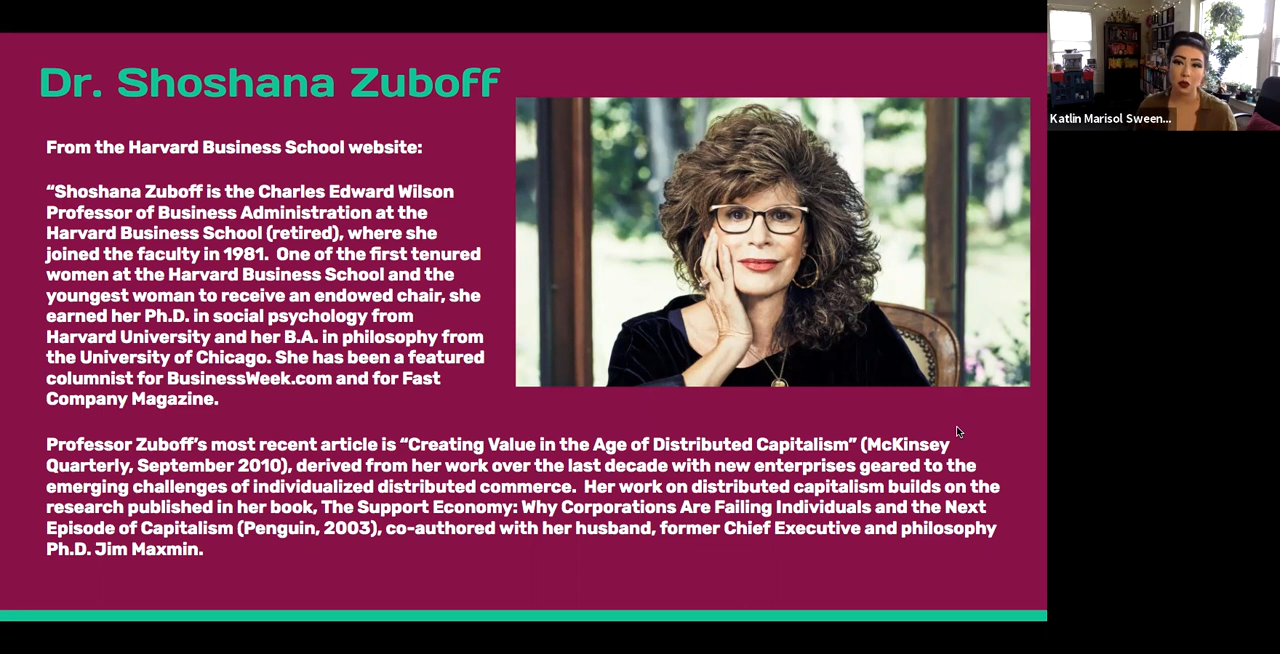 Dr. Shoshana Zuboff
From the Harvard Business School website:
“Shoshana Zuboff is the Charles Edward Wilson
Professor of Business Administration at the
Harvard Business School (retired), where she
joined the faculty in 1981.  One of the first tenured
women at the Harvard Business School and the
youngest woman to receive an endowed chair, she
earned her Ph.D. in social psychology from
Harvard University and her B.A. in philosophy from
the University of Chicago. She has been a featured
columnist for BusinessWeek.com and for Fast
Company Magazine.
Professor Zuboff’s most recent article is “Creating Value in the Age of Distributed Capitalism” (McKinsey
Quarterly, September 2010), derived from her work over the last decade with new enterprises geared to the
emerging challenges of individualized distributed commerce.  Her work on distributed capitalism builds on the
research published in her book, The Support Economy: Why Corporations Are Failing Individuals and the Next
Episode of Capitalism (Penguin, 2003), co-authored with her husband, former Chief Executive and philosophy
Ph.D. Jim Maxmin.
Katlin Marisol Sween...